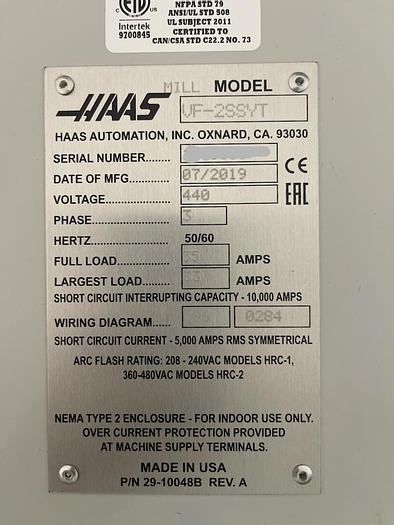 NFPA STD 79
ANSI/UL STD 508
UL SUBJECT 2011
CERTIFIED TO
CAN/CSA STD C22.2 NO. 73
C US
Intertek
9700845
MILL MODEL
HAAS VF-2SSYT
HAAS AUTOMATION, INC. OXNARD, CA. 93030
SERIAL NUMBER........
DATE OF MFG............ 07/2019
VOLTAGE.................. 440
PHASE...................... 3
HERTZ...................... 50/60
FULL LOAD............... AMPS
LARGEST LOAD........ AMPS
SHORT CIRCUIT INTERRUPTING CAPACITY - 10,000 AMPS
WIRING DIAGRAM...... 0284
SHORT CIRCUIT CURRENT - 5,000 AMPS RMS SYMMETRICAL
ARC FLASH RATING: 208 - 240VAC MODELS HRC-1,
360-480VAC MODELS HRC-2
NEMA TYPE 2 ENCLOSURE - FOR INDOOR USE ONLY.
OVER CURRENT PROTECTION PROVIDED
AT MACHINE SUPPLY TERMINALS.
MADE IN USA
P/N 29-10048B REV. A
CE
EAC